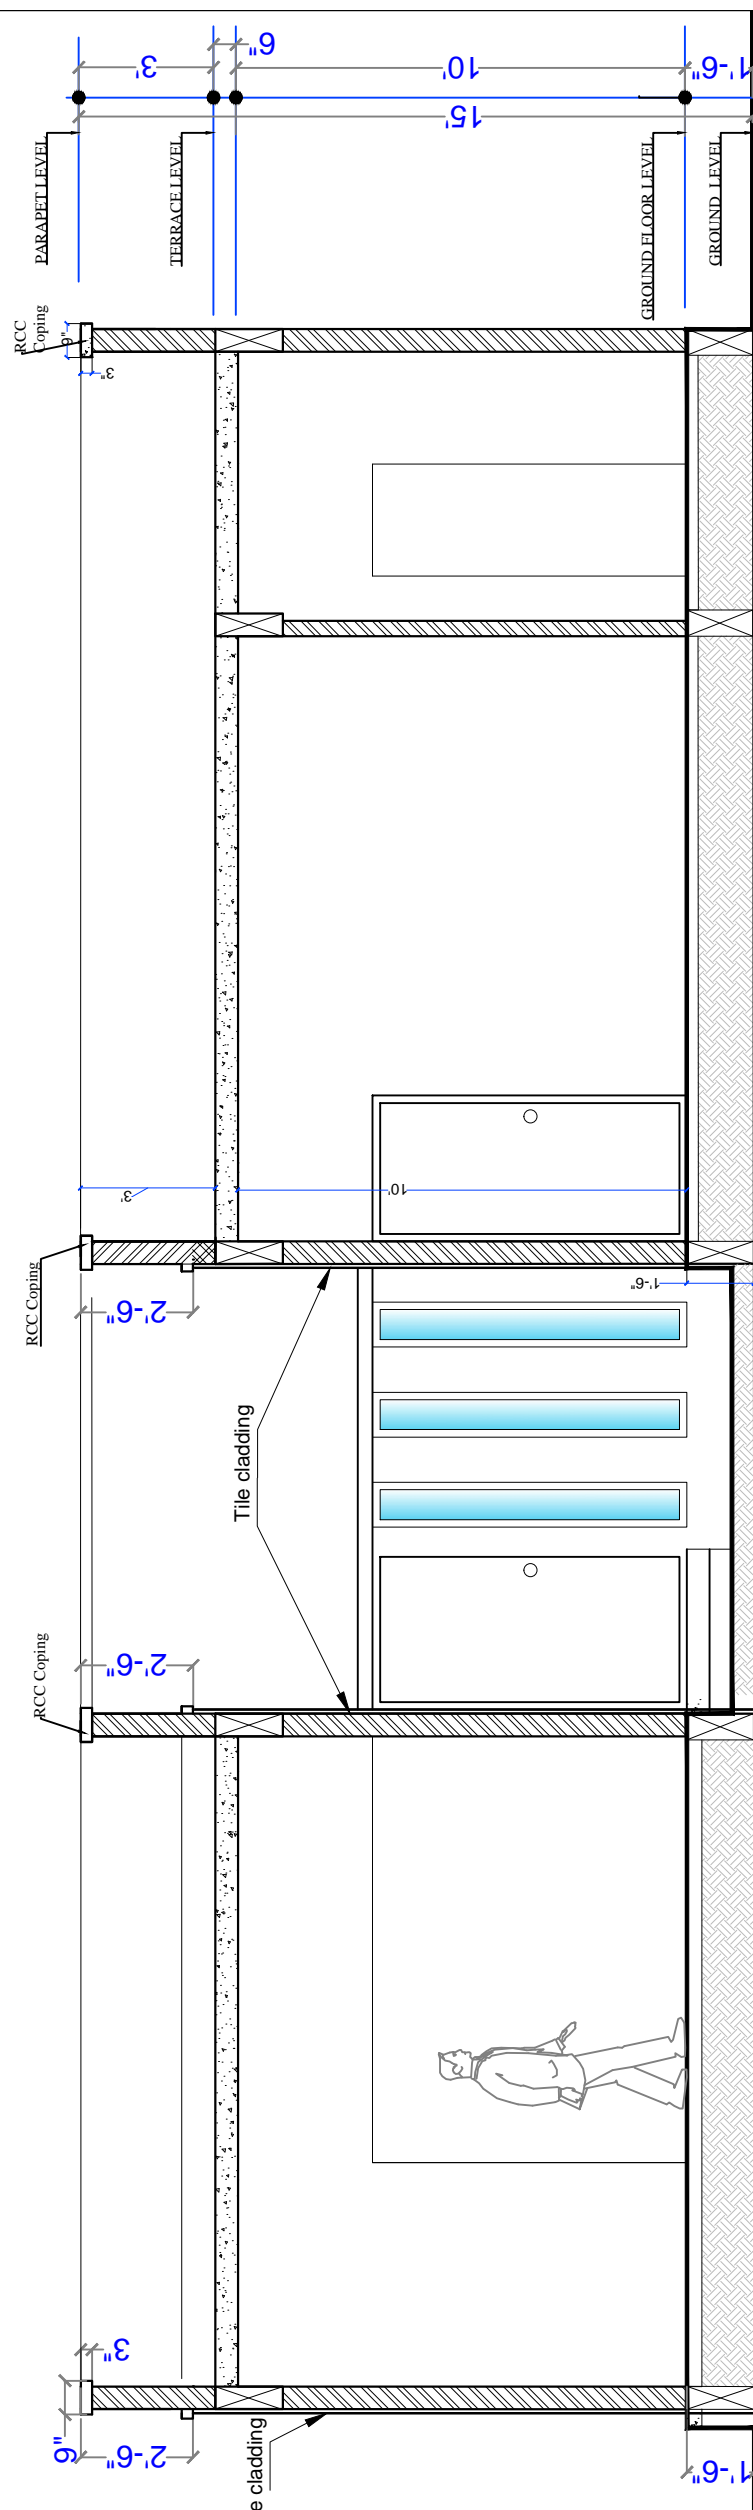 6"
3'
10'
1'-6"
15'
PARAPET LEVEL
TERRACE LEVEL
GROUND FLOOR LEVEL
GROUND LEVEL
RCC
Coping
9"
3"
3'
10'
RCC Coping
2'-6"
1'-6"
Tile cladding
2'-6"
RCC Coping
3"
9"
2'-6"
e cladding
1'-6"